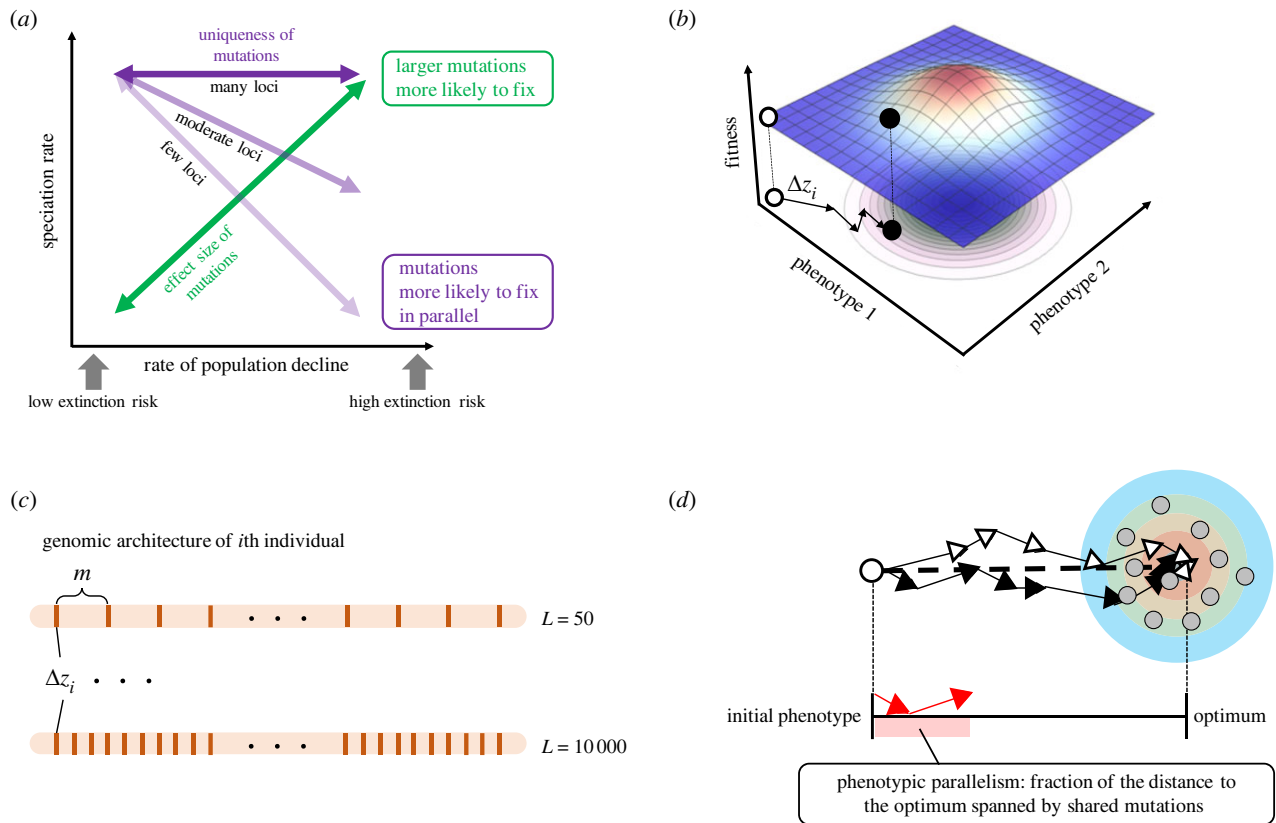 (a)
uniqueness of
mutations
many loci
moderate loci
few loci
effect size of
mutations
larger mutations
more likely to fix
mutations
more likely to fix
in parallel
speciation rate
rate of population decline
low extinction risk
high extinction risk
(b)
fitness
Δz_i
phenotype 1
phenotype 2
(c)
genomic architecture of ith individual
m
L = 50
Δz_i
L = 10 000
(d)
initial phenotype
optimum
phenotypic parallelism: fraction of the distance to
the optimum spanned by shared mutations